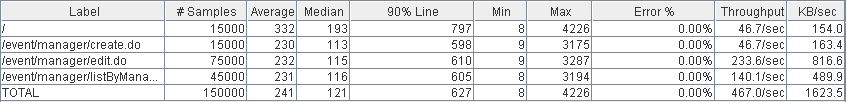 Label # Samples Average Median 90% Line Min Max Error % Throughput KB/sec
/ 15000 332 193 797 8 4226 0.00% 46.7/sec 154.0
/event/manager/create.do 15000 230 113 598 9 3175 0.00% 46.7/sec 163.4
/event/manager/edit.do 75000 232 115 610 9 3287 0.00% 233.6/sec 816.6
/event/manager/listByMana... 45000 231 116 605 8 3194 0.00% 140.1/sec 489.9
TOTAL 150000 241 121 627 8 4226 0.00% 467.0/sec 1623.5